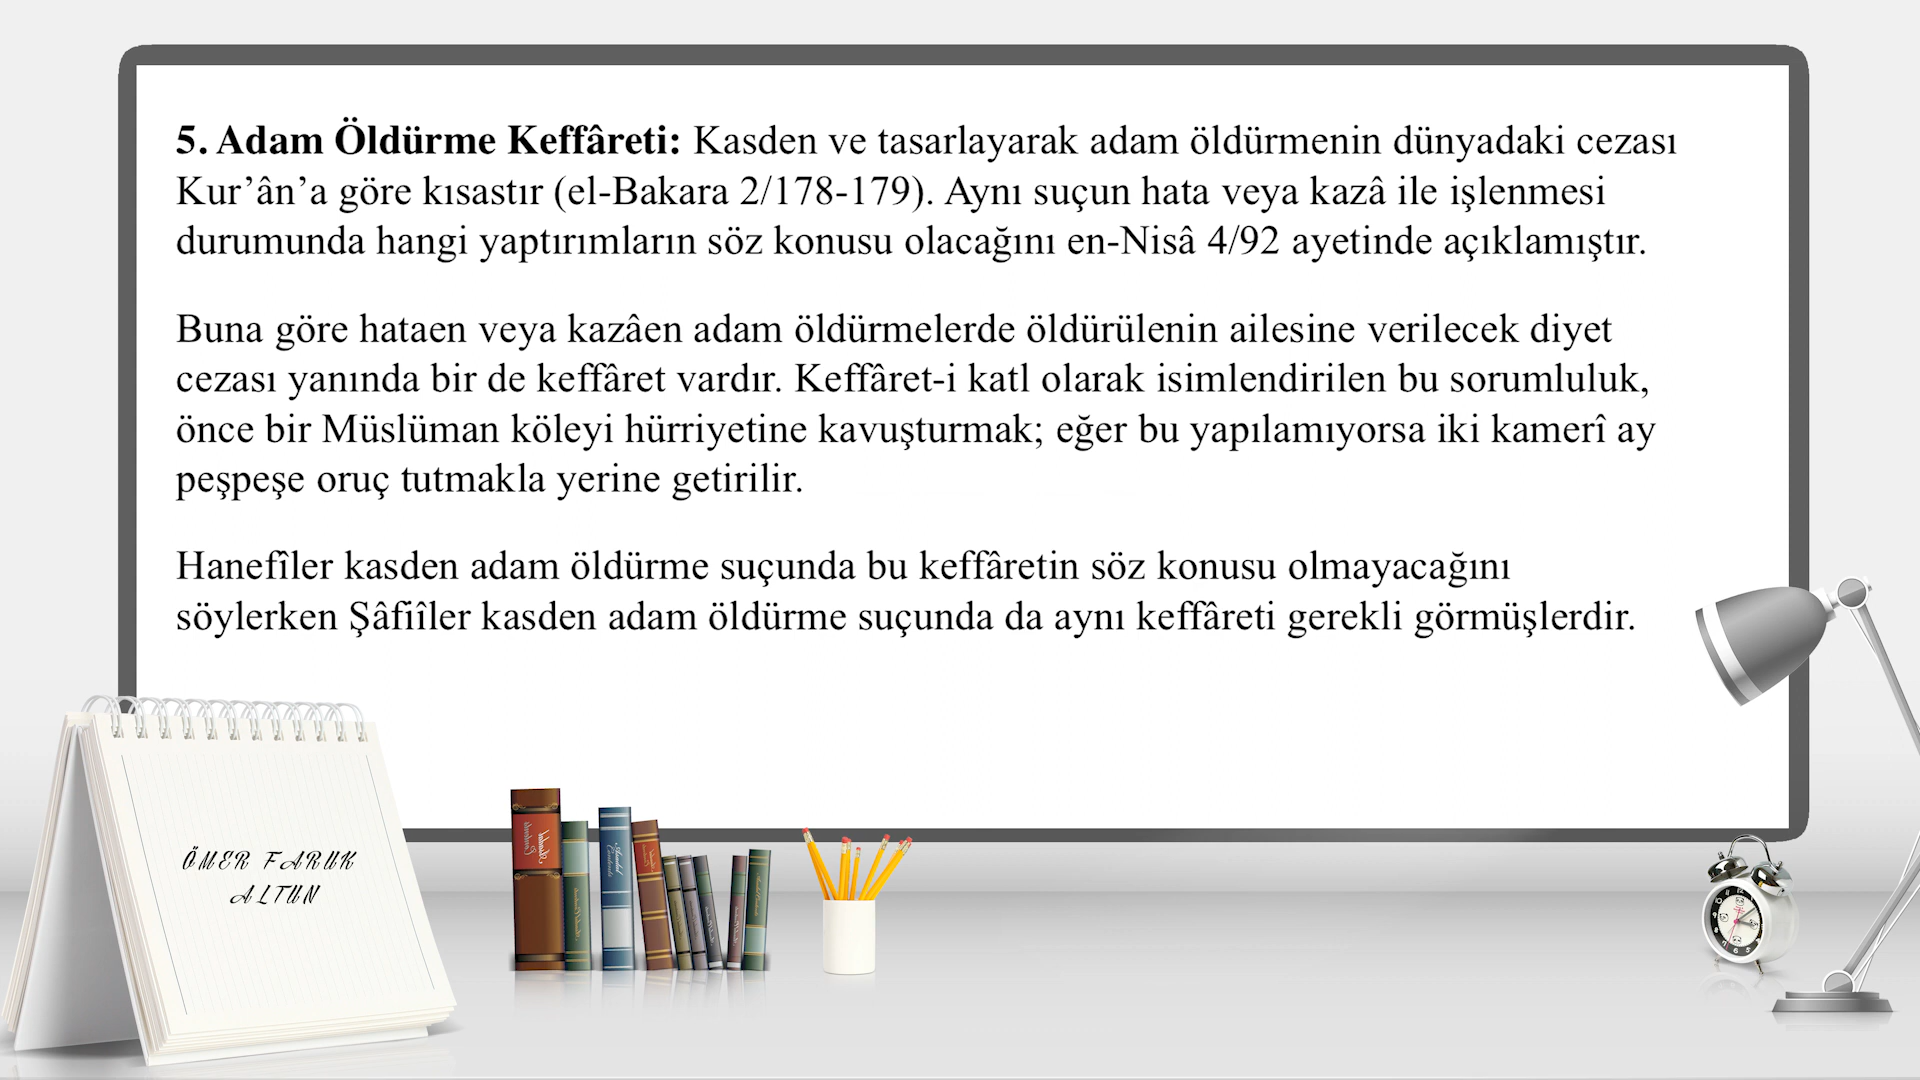 5. Adam Öldürme Keffâreti: Kasden ve tasarlayarak adam öldürmenin dünyadaki cezası
Kur’ân’a göre kısastır (el-Bakara 2/178-179). Aynı suçun hata veya kazâ ile işlenmesi
durumunda hangi yaptırımların söz konusu olacağını en-Nisâ 4/92 ayetinde açıklamıştır.
Buna göre hataen veya kazâen adam öldürmelerde öldürülenin ailesine verilecek diyet
cezası yanında bir de keffâret vardır. Keffâret-i katl olarak isimlendirilen bu sorumluluk,
önce bir Müslüman köleyi hürriyetine kavuşturmak; eğer bu yapılamıyorsa iki kamerî ay
peşpeşe oruç tutmakla yerine getirilir.
Hanefîler kasden adam öldürme suçunda bu keffâretin söz konusu olmayacağını
söylerken Şâfiîler kasden adam öldürme suçunda da aynı keffâreti gerekli görmüşlerdir.
ÖMER FARUK
ALTUN